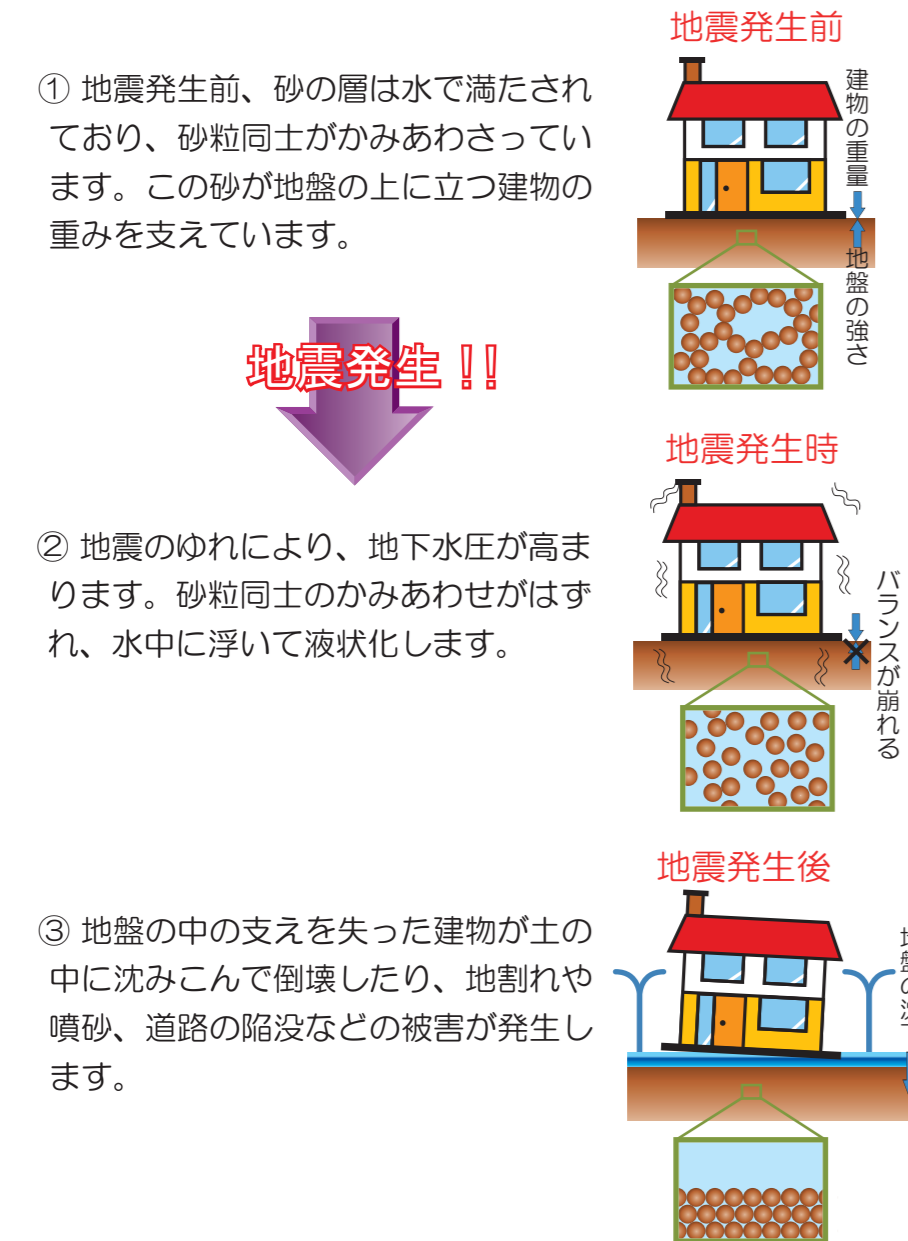 地震発生前
① 地震発生前、砂の層は水で満たされ
ており、砂粒同士がかみあわさってい
ます。この砂が地盤の上に立つ建物の
重みを支えています。
建物の重量
地盤の強さ
地震発生!!
地震発生時
② 地震のゆれにより、地下水圧が高ま
ります。砂粒同士のかみあわせがはず
れ、水中に浮いて液状化します。
バランスが崩れる
地震発生後
③ 地盤の中の支えを失った建物が土の
中に沈みこんで倒壊したり、地割れや
噴砂、道路の陥没などの被害が発生し
ます。